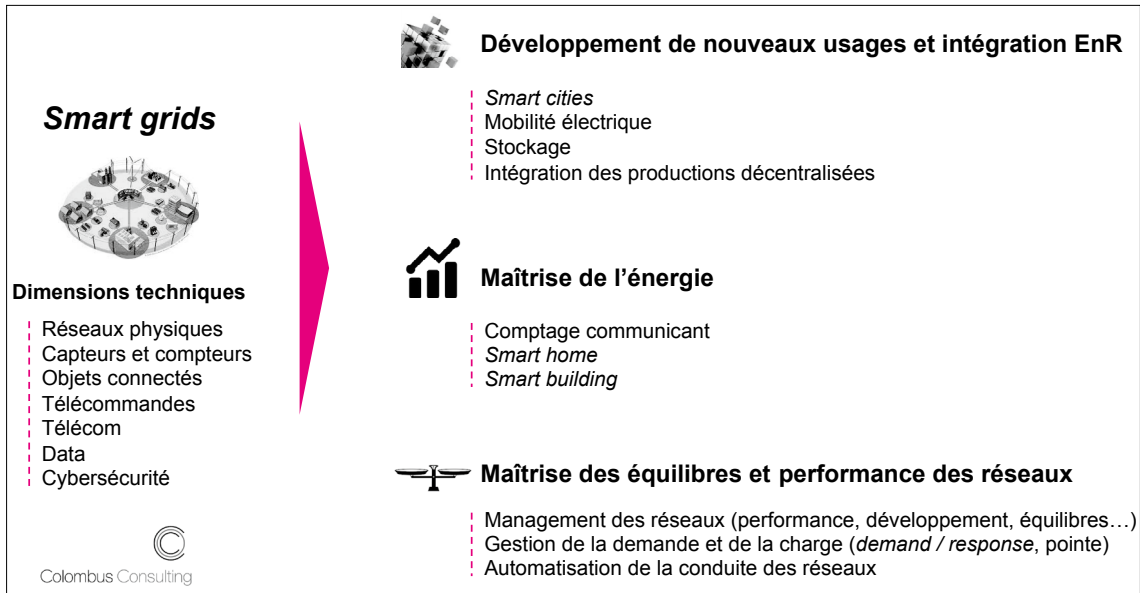 Smart grids
Dimensions techniques
Réseaux physiques
Capteurs et compteurs
Objets connectés
Télécommandes
Télécom
Data
Cybersécurité
Colombus Consulting
Développement de nouveaux usages et intégration EnR
Smart cities
Mobilité électrique
Stockage
Intégration des productions décentralisées
Maîtrise de l’énergie
Comptage communicant
Smart home
Smart building
Maîtrise des équilibres et performance des réseaux
Management des réseaux (performance, développement, équilibres…)
Gestion de la demande et de la charge (demand / response, pointe)
Automatisation de la conduite des réseaux